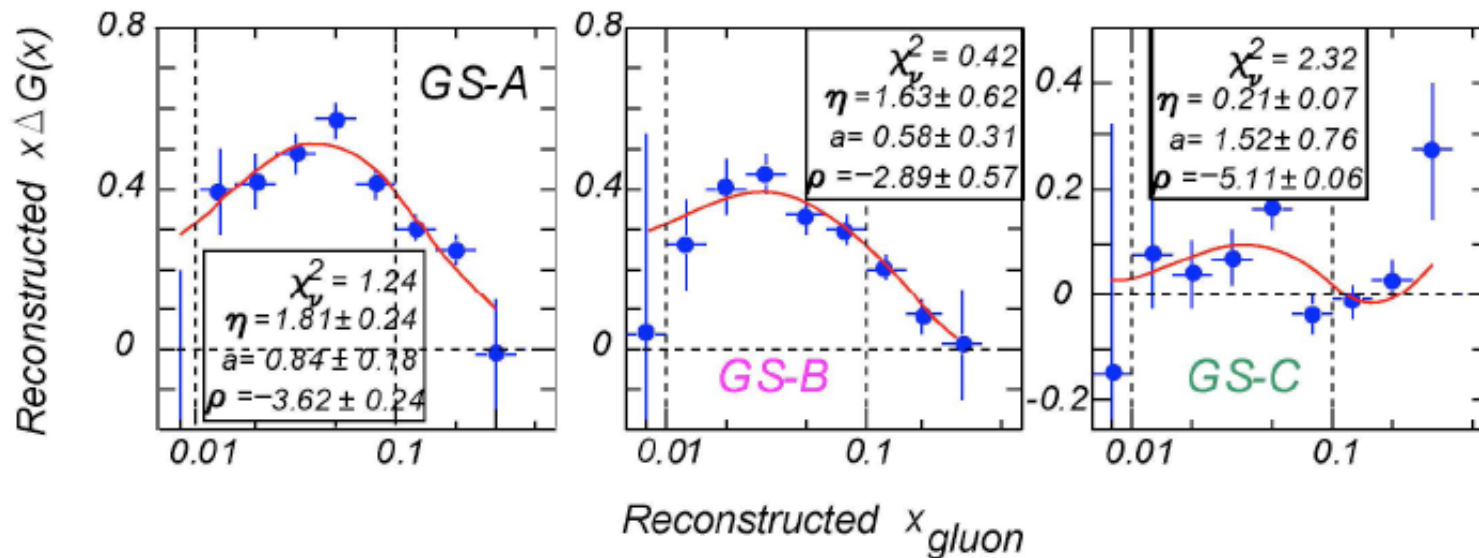 Reconstructed x△G(x)
0.8
0.4
0
GS-A
χ²ᵥ = 1.24
η = 1.81 ± 0.24
a = 0.84 ± 0.18
ρ = −3.62 ± 0.24
0.01
0.1
0.8
0.4
0
χ²ᵥ = 0.42
η = 1.63 ± 0.62
a = 0.58 ± 0.31
ρ = −2.89 ± 0.57
GS-B
0.01
0.1
0.4
0.2
0
-0.2
χ²ᵥ = 2.32
η = 0.21 ± 0.07
a = 1.52 ± 0.76
ρ = −5.11 ± 0.06
GS-C
0.01
0.1
Reconstructed x gluon